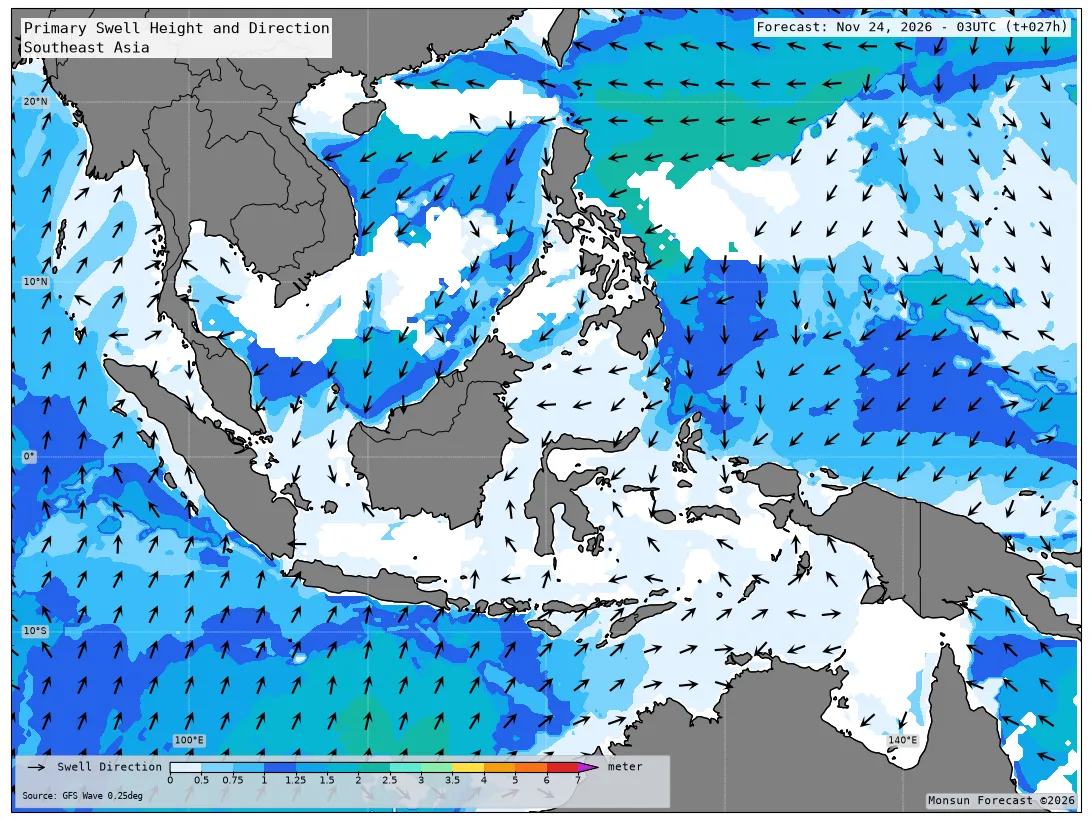 Primary Swell Height and Direction
Southeast Asia
Forecast: Nov 24, 2026 - 03UTC (t+027h)
20°N
10°N
0°
10°S
100°E
140°E
Swell Direction
0 0.5 0.75 1 1.25 1.5 2 2.5 3 3.5 4 5 6 7
meter
Source: GFS Wave 0.25deg
Monsun Forecast ©2026